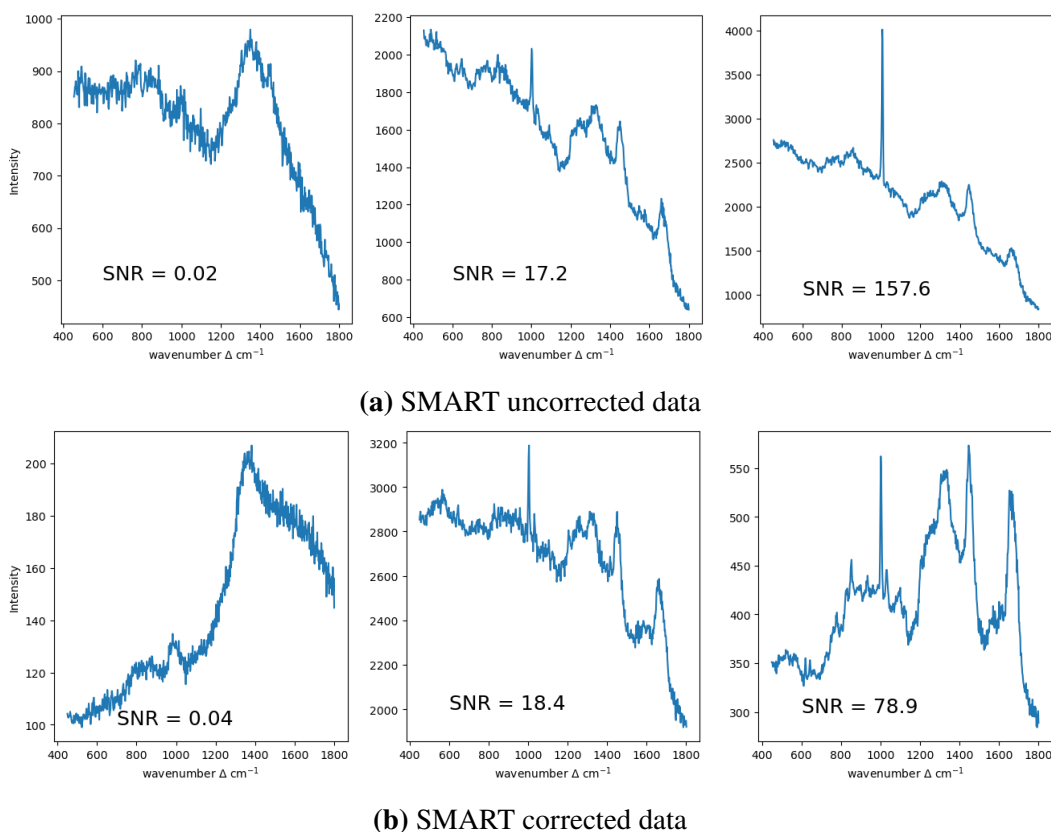 1000
900
800
700
600
500
Intensity
SNR = 0.02
400 600 800 1000 1200 1400 1600 1800
wavenumber Δ cm⁻¹
2200
2000
1800
1600
1400
1200
1000
800
600
SNR = 17.2
400 600 800 1000 1200 1400 1600 1800
wavenumber Δ cm⁻¹
4000
3500
3000
2500
2000
1500
1000
SNR = 157.6
400 600 800 1000 1200 1400 1600 1800
wavenumber Δ cm⁻¹
(a) SMART uncorrected data
200
180
160
140
120
100
Intensity
SNR = 0.04
400 600 800 1000 1200 1400 1600 1800
wavenumber Δ cm⁻¹
3200
3000
2800
2600
2400
2200
2000
SNR = 18.4
400 600 800 1000 1200 1400 1600 1800
wavenumber Δ cm⁻¹
550
500
450
400
350
300
SNR = 78.9
400 600 800 1000 1200 1400 1600 1800
wavenumber Δ cm⁻¹
(b) SMART corrected data